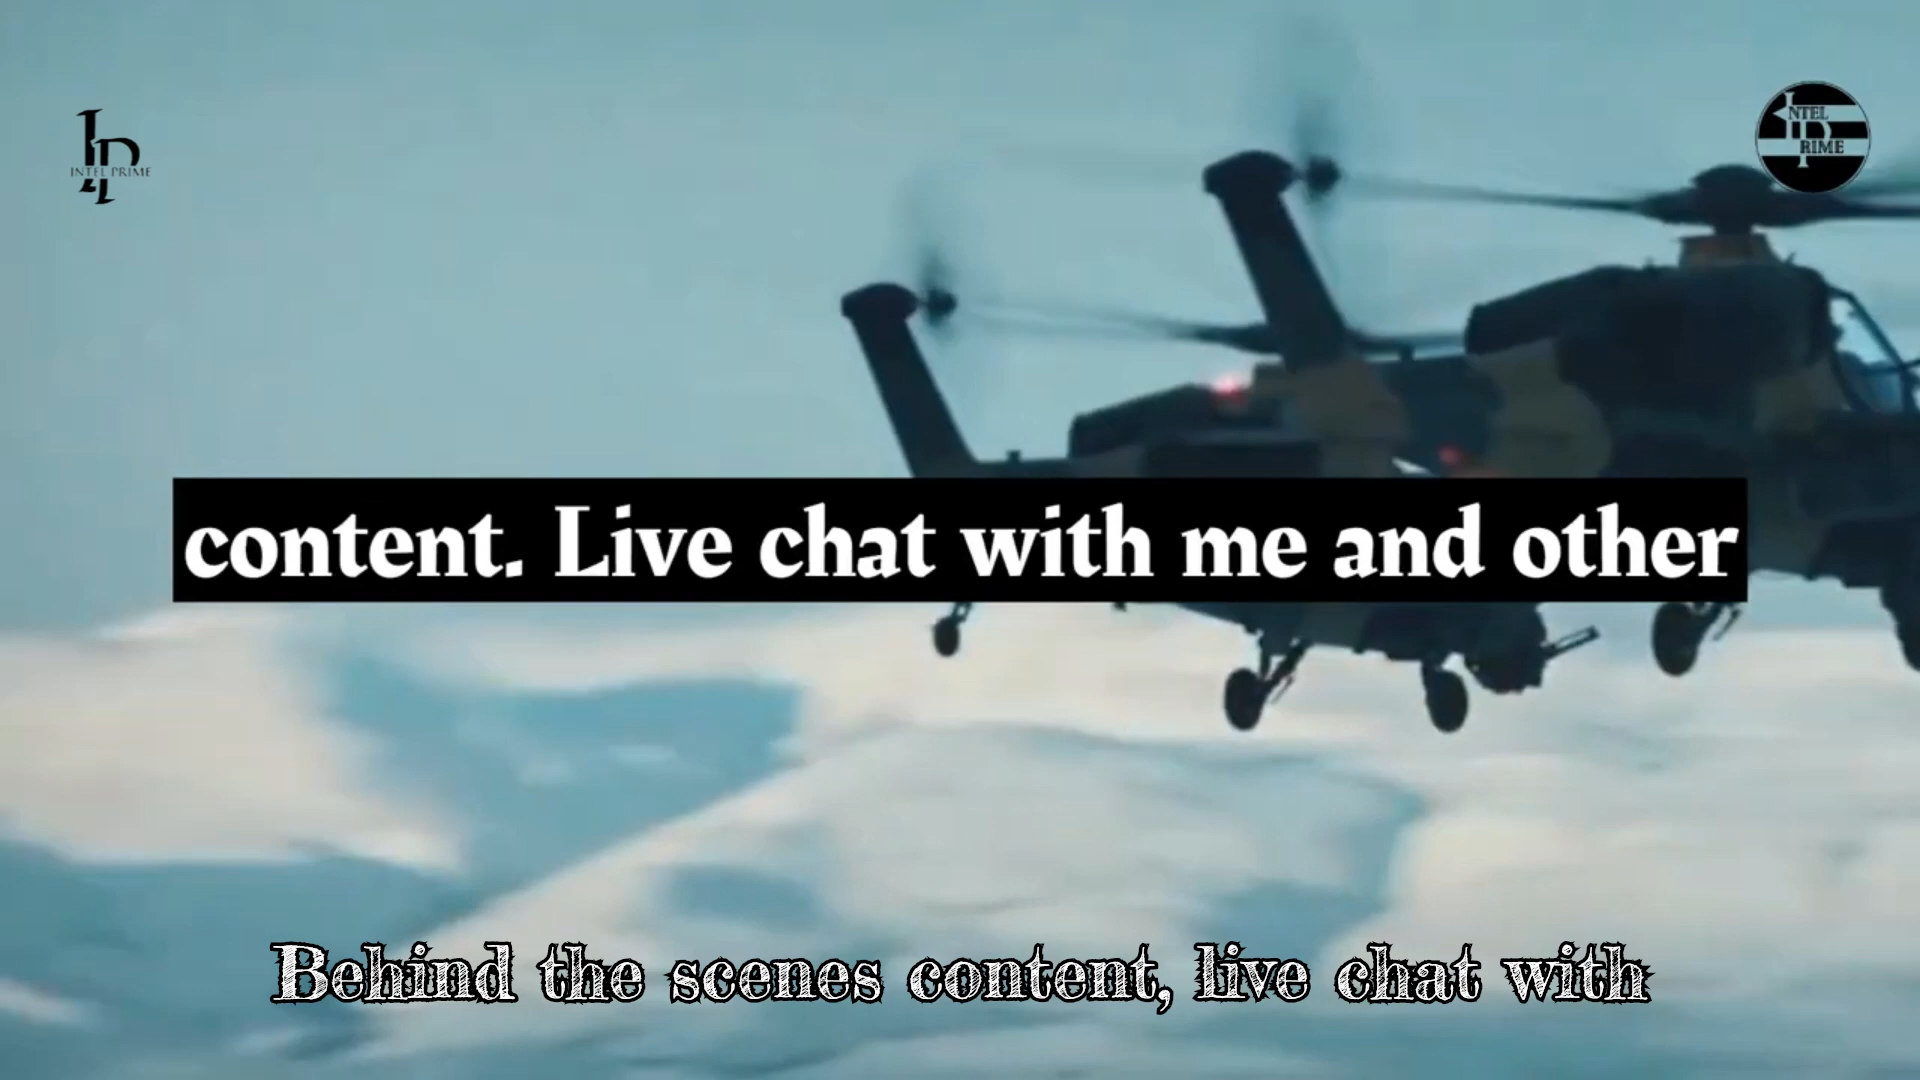 INTEL PRIME
INTEL
PRIME
content. Live chat with me and other
Behind the scenes content, live chat with